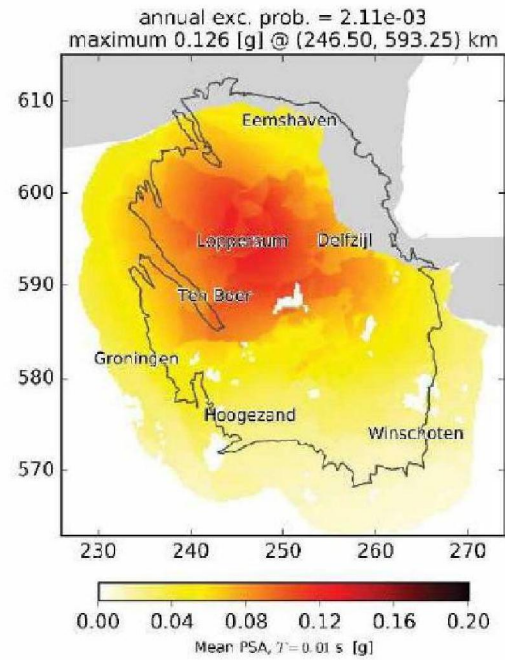 annual exc. prob. = 2.11e-03
maximum 0.126 [g] @ (246.50, 593.25) km
610
Eemshaven
600
Loppersum Delfzijl
590
Ten Boer
Groningen
580
Hoogezand
Winschoten
570
230 240 250 260 270
0.00 0.04 0.08 0.12 0.16 0.20
Mean PSA, T=0.01 s [g]